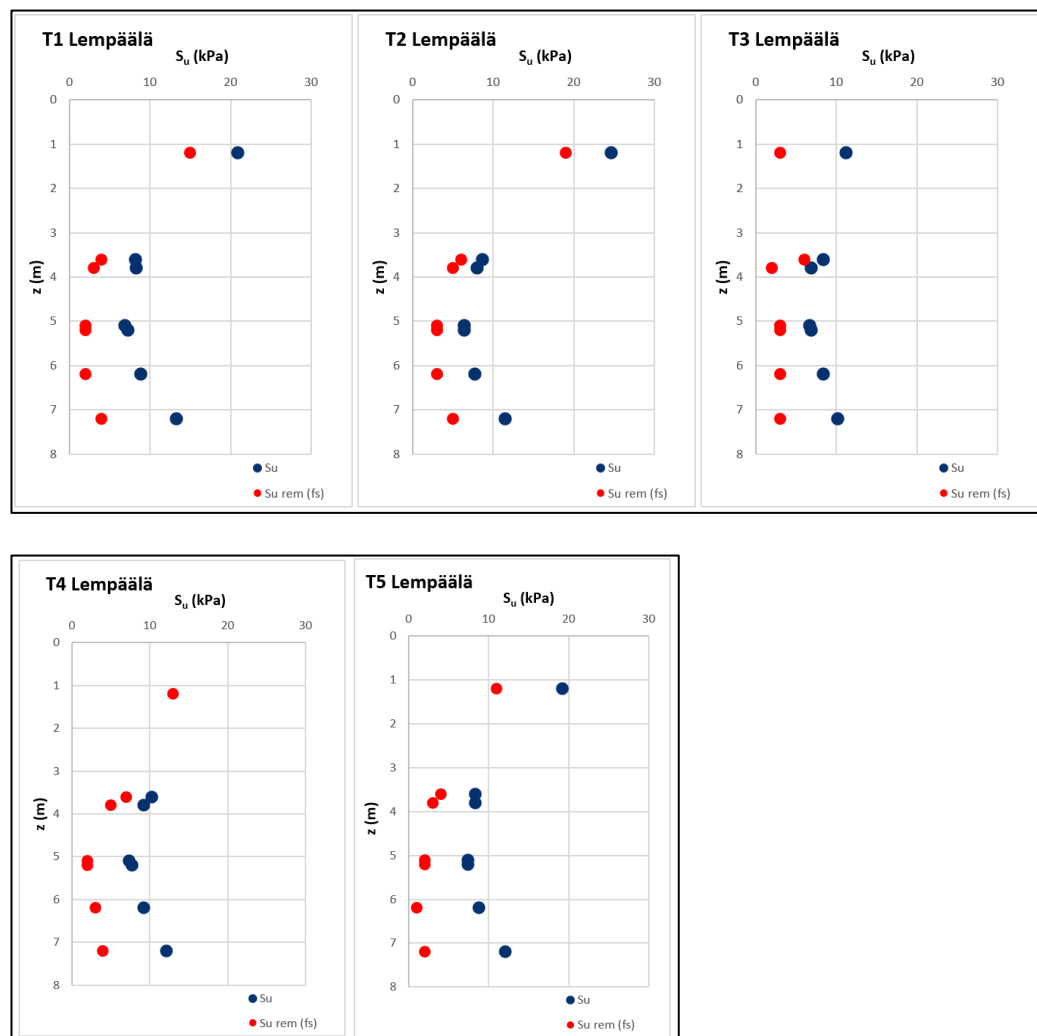 T1 Lempäälä
Su (kPa)
0 10 20 30
0
1
2
3
4
5
6
7
8
z (m)
Su
Su rem (fs)
T2 Lempäälä
Su (kPa)
0 10 20 30
0
1
2
3
4
5
6
7
8
z (m)
Su
Su rem (fs)
T3 Lempäälä
Su (kPa)
0 10 20 30
0
1
2
3
4
5
6
7
8
z (m)
Su
Su rem (fs)
T4 Lempäälä
Su (kPa)
0 10 20 30
0
1
2
3
4
5
6
7
8
z (m)
Su
Su rem (fs)
T5 Lempäälä
Su (kPa)
0 10 20 30
0
1
2
3
4
5
6
7
8
z (m)
Su
Su rem (fs)